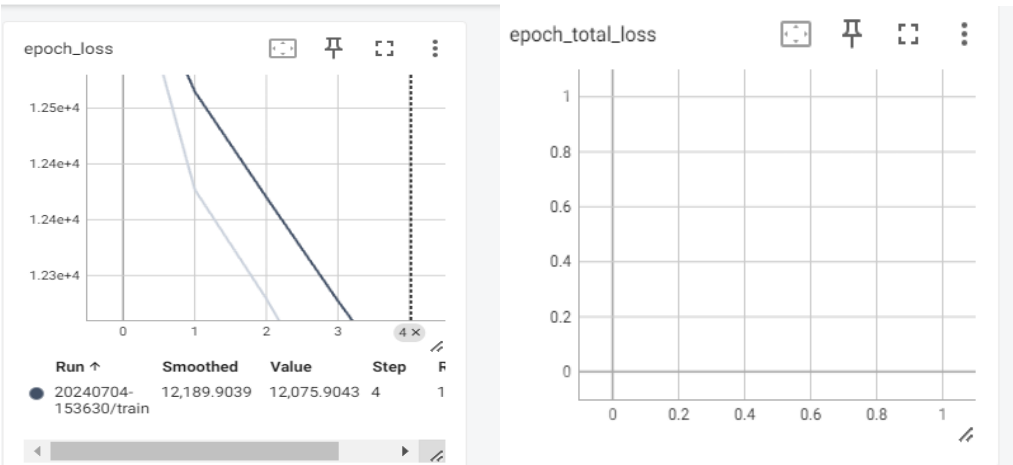 epoch_loss
1.25e+4
1.24e+4
1.24e+4
1.23e+4
0 1 2 3 4 ×
Run ↑ Smoothed Value Step R
20240704-153630/train 12,189.9039 12,075.9043 4 1
epoch_total_loss
1
0.8
0.6
0.4
0.2
0
0 0.2 0.4 0.6 0.8 1